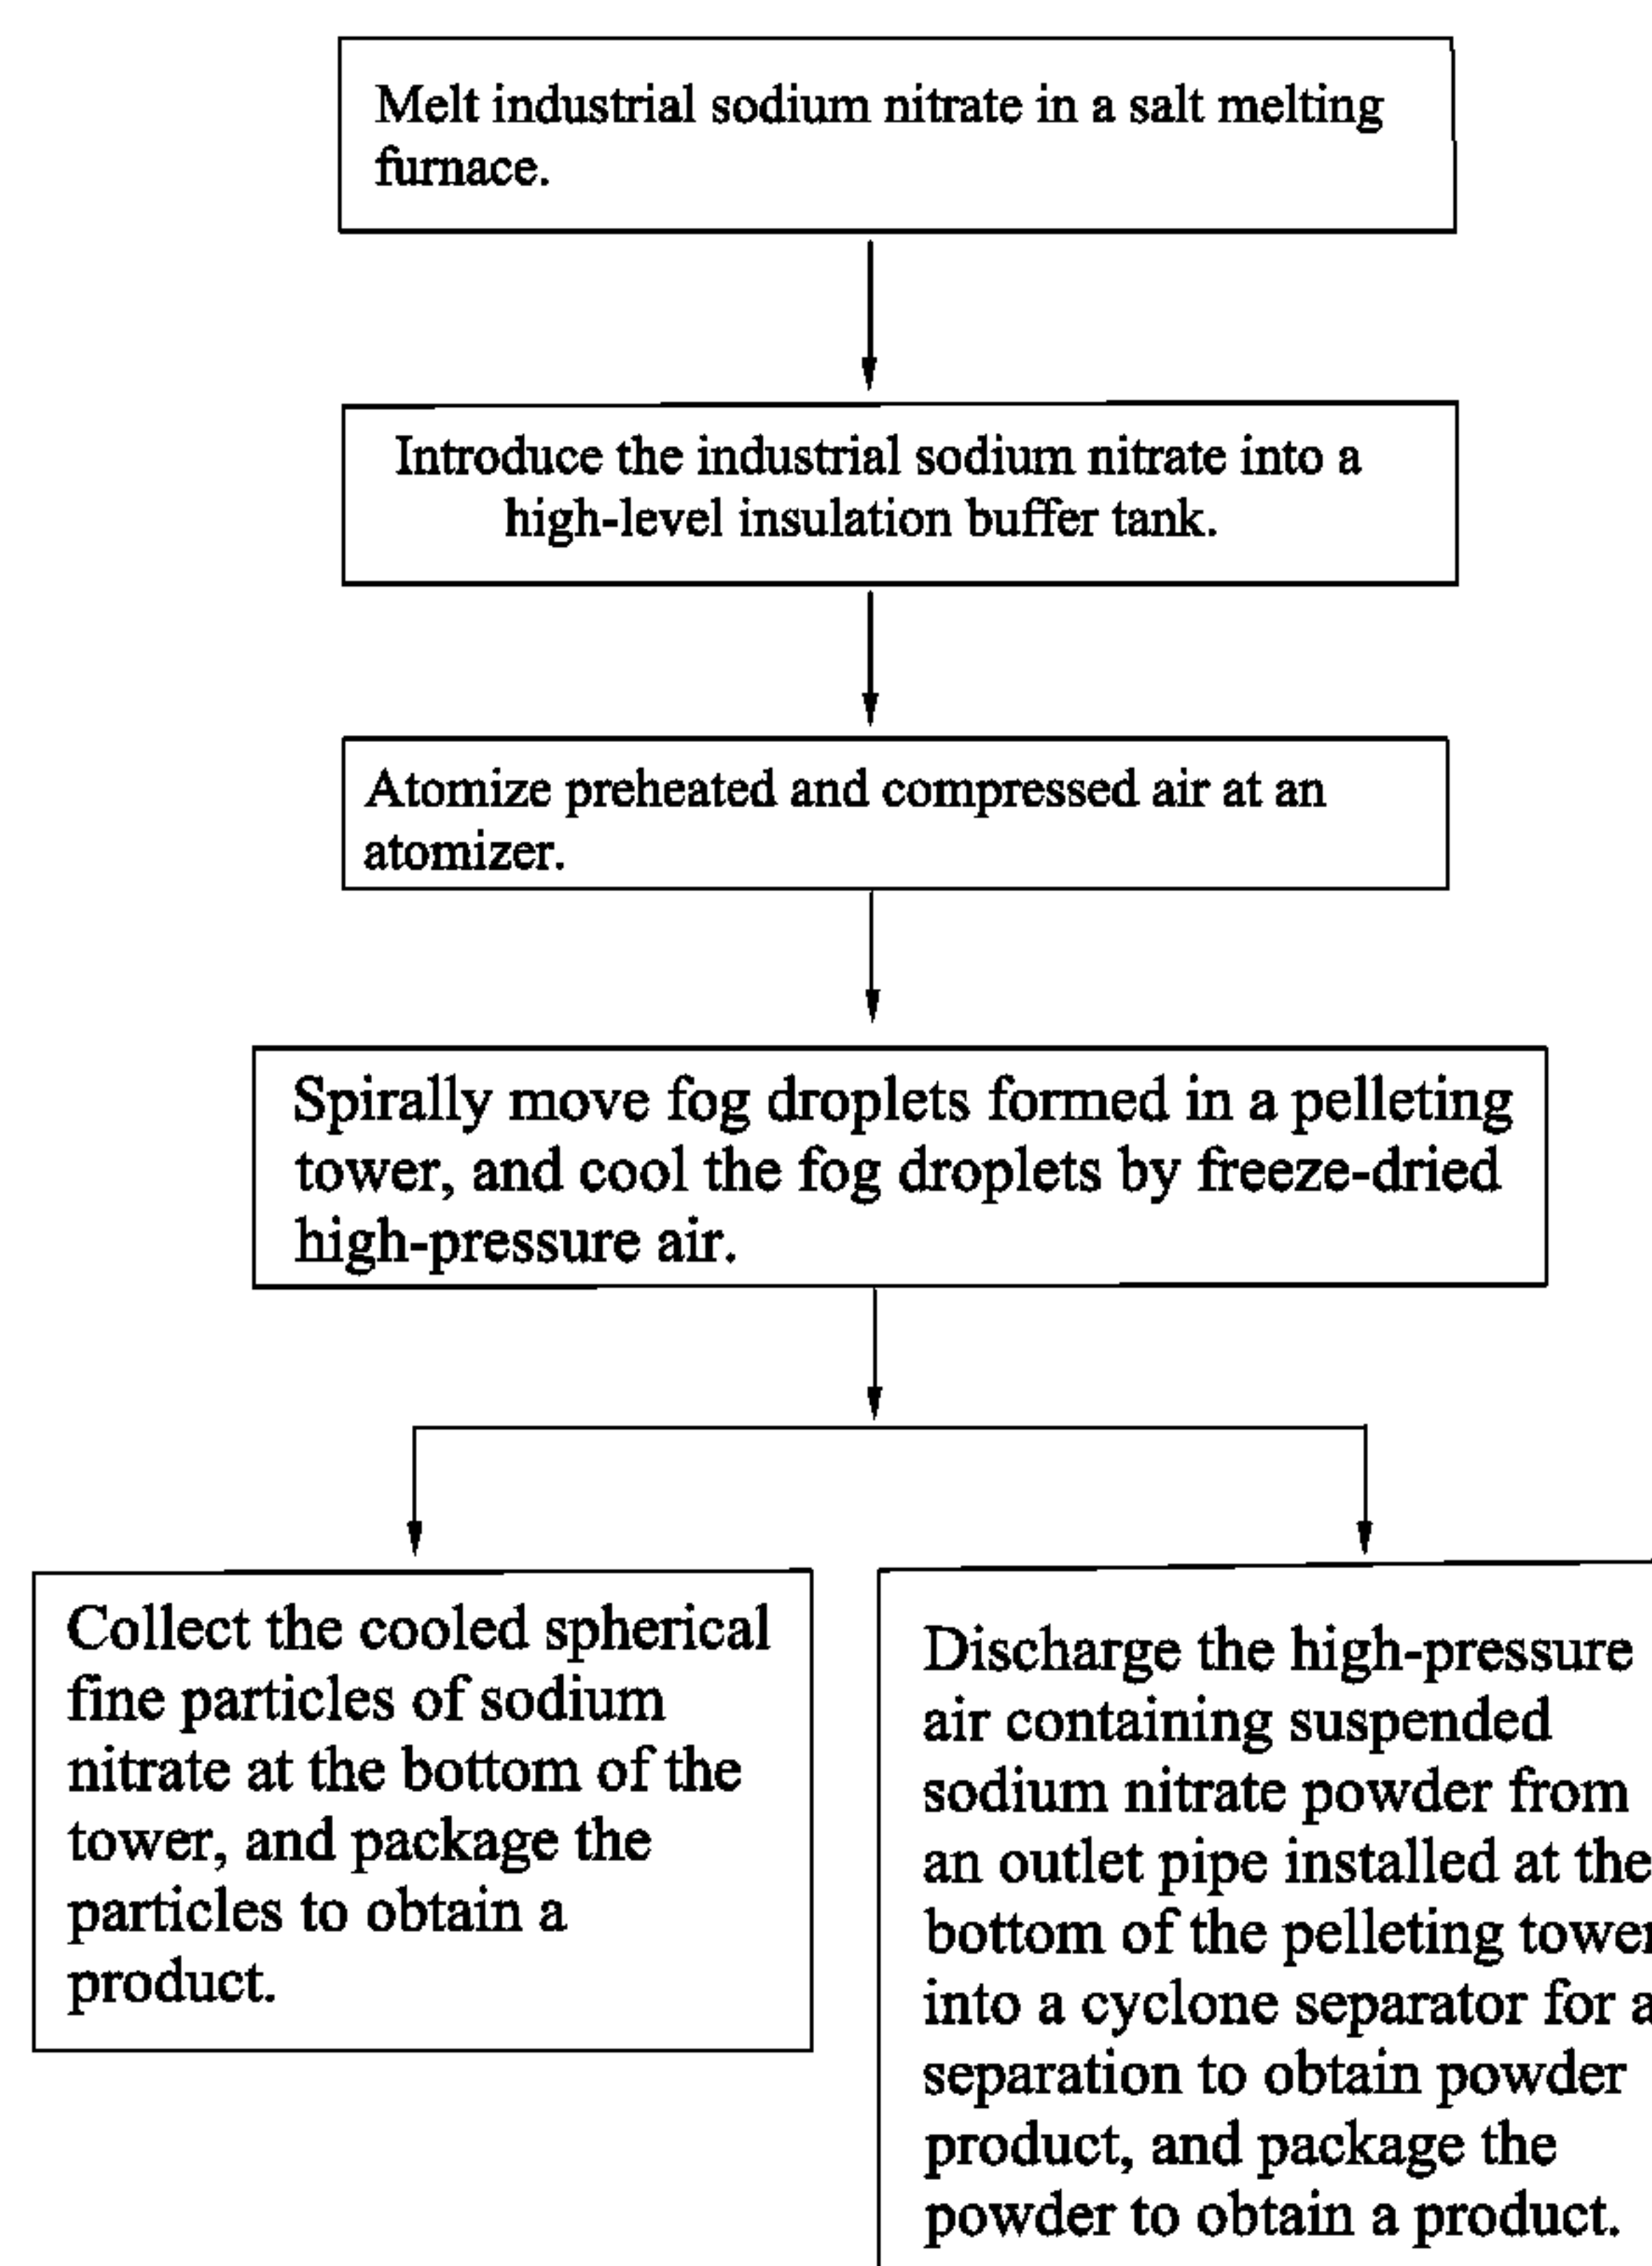 Melt industrial sodium nitrate in a salt melting
furnace.
Introduce the industrial sodium nitrate into a
high-level insulation buffer tank.
Atomize preheated and compressed air at an
atomizer.
Spirally move fog droplets formed in a pelleting
tower, and cool the fog droplets by freeze-dried
high-pressure air.
Collect the cooled spherical
fine particles of sodium
nitrate at the bottom of the
tower, and package the
particles to obtain a
product.
Discharge the high-pressure
air containing suspended
sodium nitrate powder from
an outlet pipe installed at the
bottom of the pelleting tower
into a cyclone separator for a
separation to obtain powder
product, and package the
powder to obtain a product.